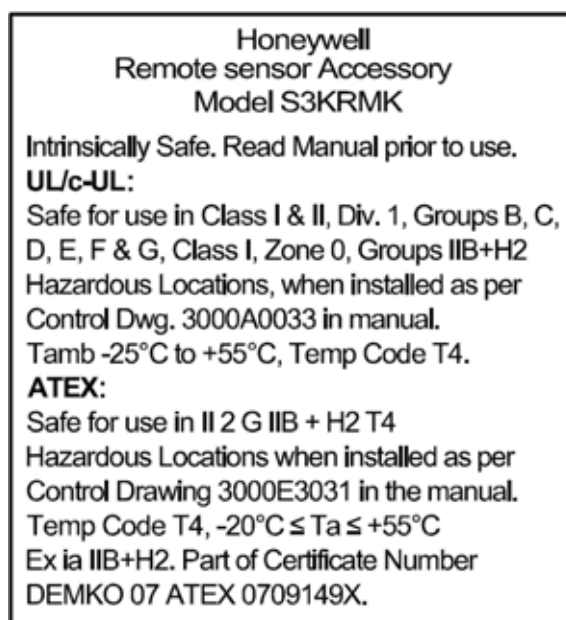 Honeywell
Remote sensor Accessory
Model S3KRMK
Intrinsically Safe. Read Manual prior to use.
UL/c-UL:
Safe for use in Class I & II, Div. 1, Groups B, C,
D, E, F & G, Class I, Zone 0, Groups IIB+H2
Hazardous Locations, when installed as per
Control Dwg. 3000A0033 in manual.
Tamb -25°C to +55°C, Temp Code T4.
ATEX:
Safe for use in II 2 G IIB + H2 T4
Hazardous Locations when installed as per
Control Drawing 3000E3031 in the manual.
Temp Code T4, -20°C ≤ Ta ≤ +55°C
Ex ia IIB+H2. Part of Certificate Number
DEMKO 07 ATEX 0709149X.